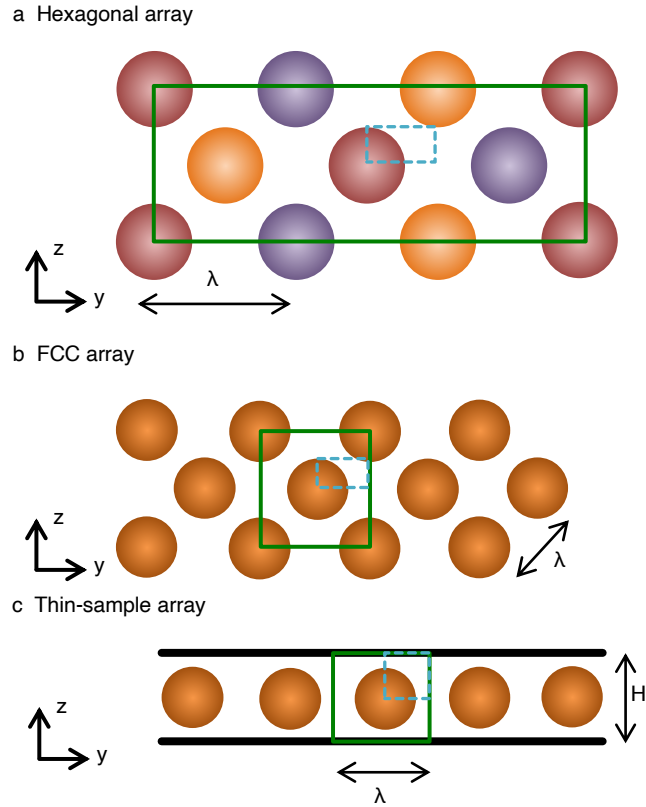 a Hexagonal array
z
y
λ
b FCC array
z
y
λ
c Thin-sample array
z
y
H
λ